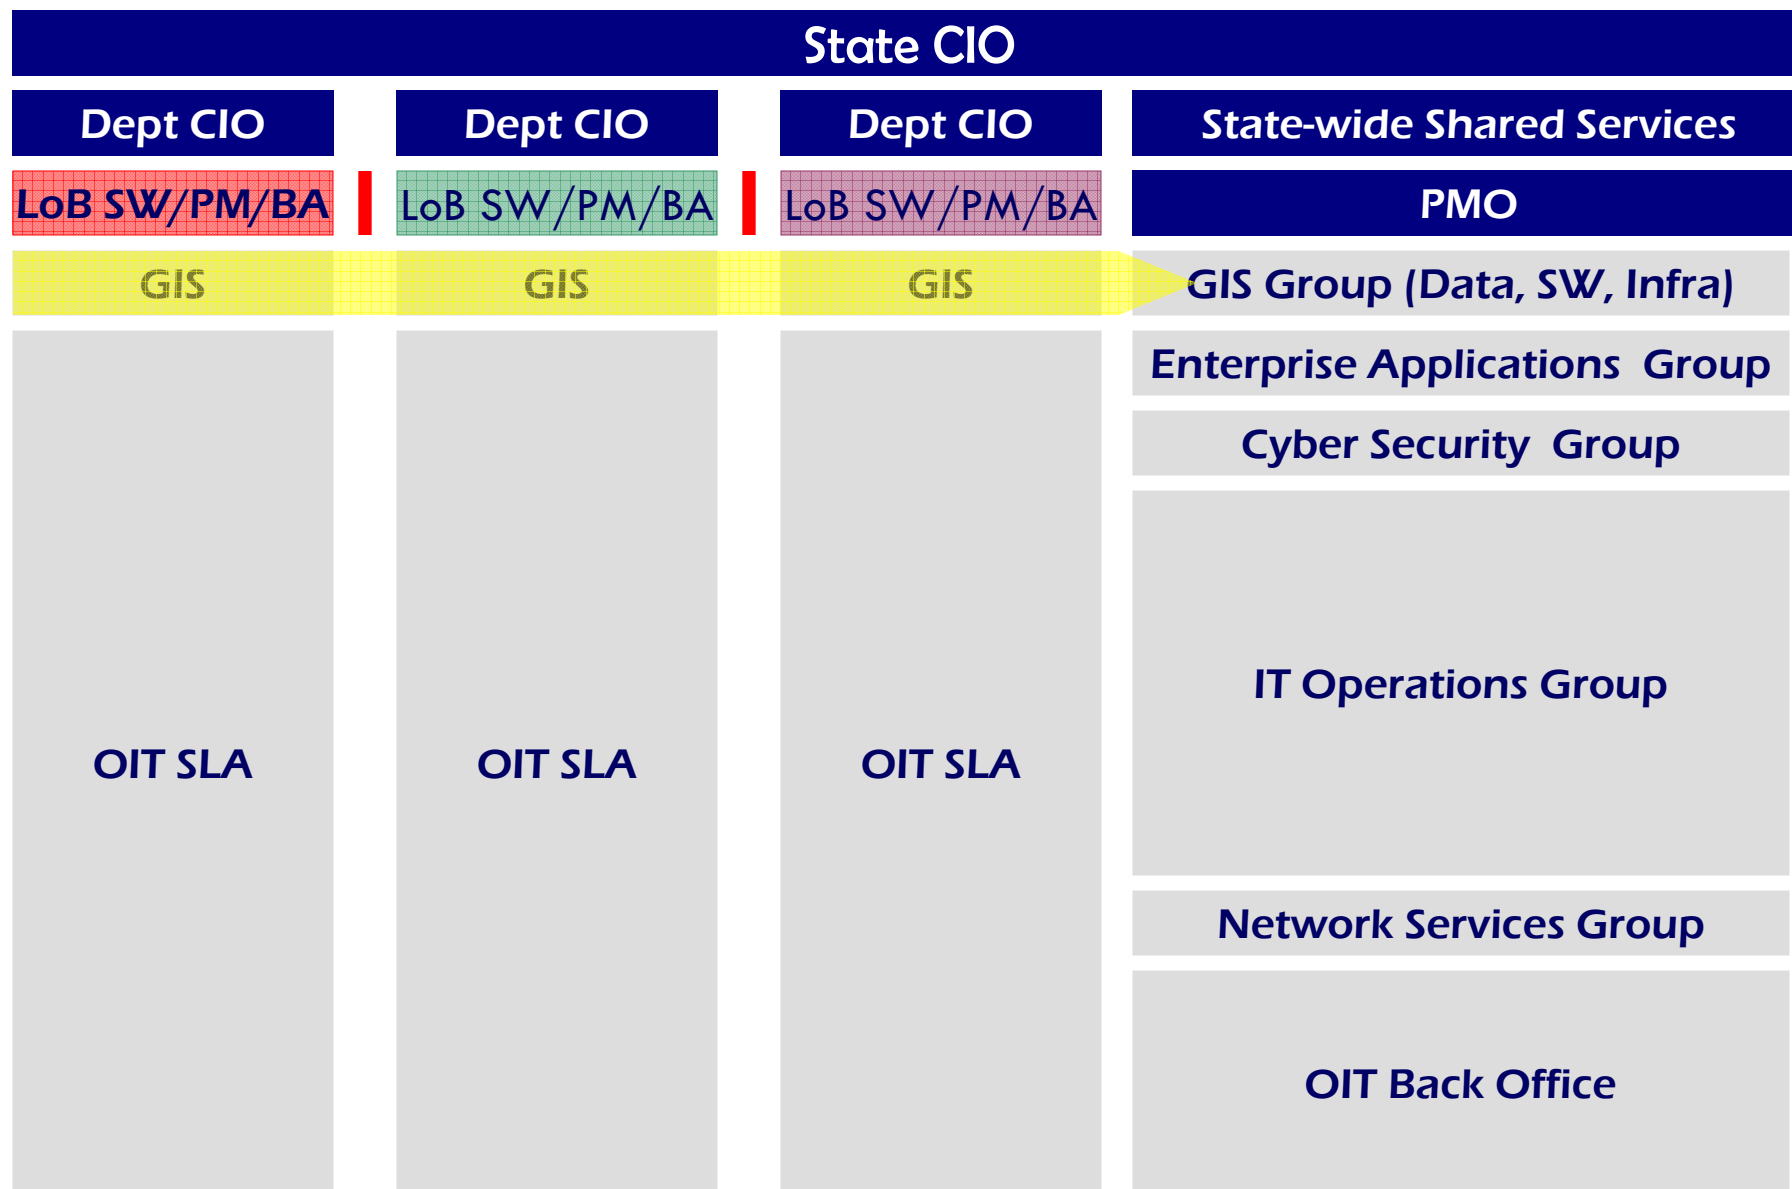 State CIO
Dept CIO
Dept CIO
Dept CIO
State-wide Shared Services
LoB SW/PM/BA
LoB SW/PM/BA
LoB SW/PM/BA
PMO
GIS
GIS
GIS
GIS Group (Data, SW, Infra)
Enterprise Applications Group
Cyber Security Group
IT Operations Group
OIT SLA
OIT SLA
OIT SLA
Network Services Group
OIT Back Office